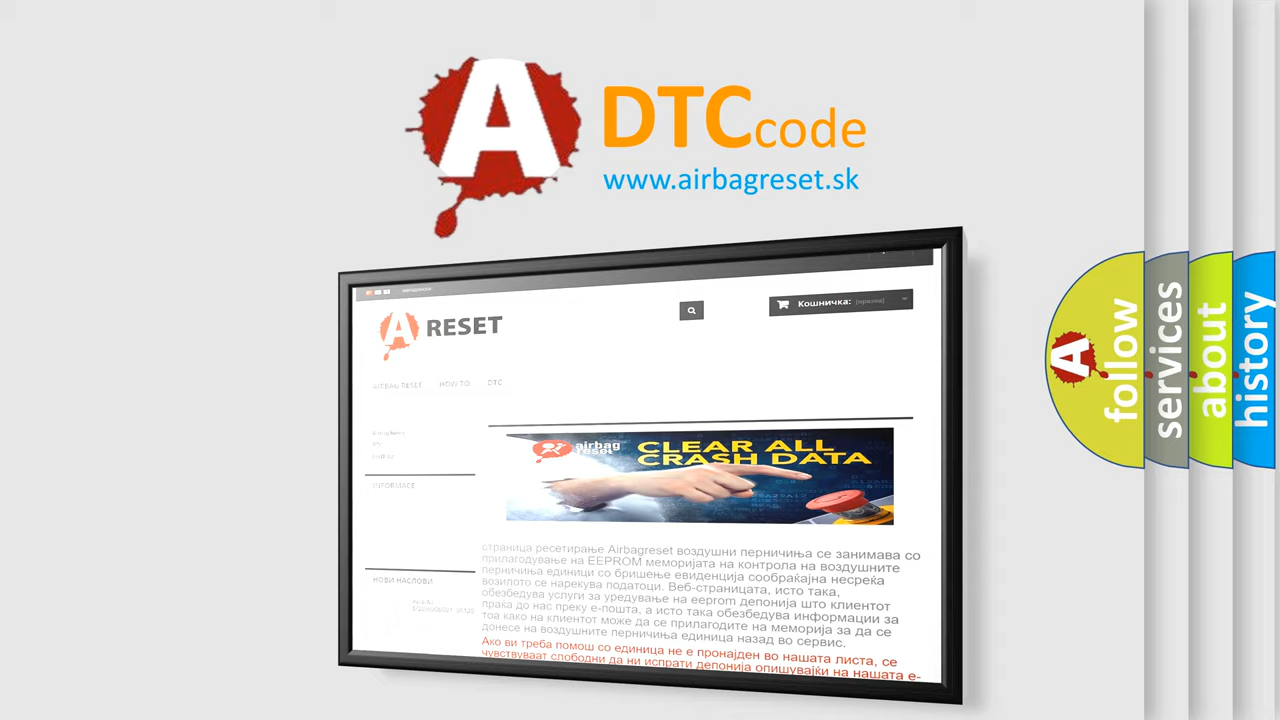 A
DTC code
www.airbagreset.sk
Кошничка: (празна)
A RESET
AIRBAG RESET HOW TO DTC
airbag
reset
CLEAR ALL
CRASH DATA
INFORMACE
НОВИ НАСЛОВИ
страница ресетирање Airbagreset воздушни перничиња се занимава со
прилагодување на EEPROM меморијата на контрола на воздушните
перничиња единици со бришење евиденција сообраќајна несреќа
возилото се нарекува податоци. Веб-страницата, исто така,
обезбедува услуги за уредување на eeprom депонија што клиентот
праќа до нас преку е-пошта, а исто така обезбедува информации за
тоа како на клиентот може да се прилагодите на меморија за да се
донесе на воздушните перничиња единица назад во сервис.
Ако ви треба помош со единица не е пронајден во нашата листа, се
чувствуваат слободни да ни испрати депонија опишувајќи на нашата е-
A
follow
services
about
history